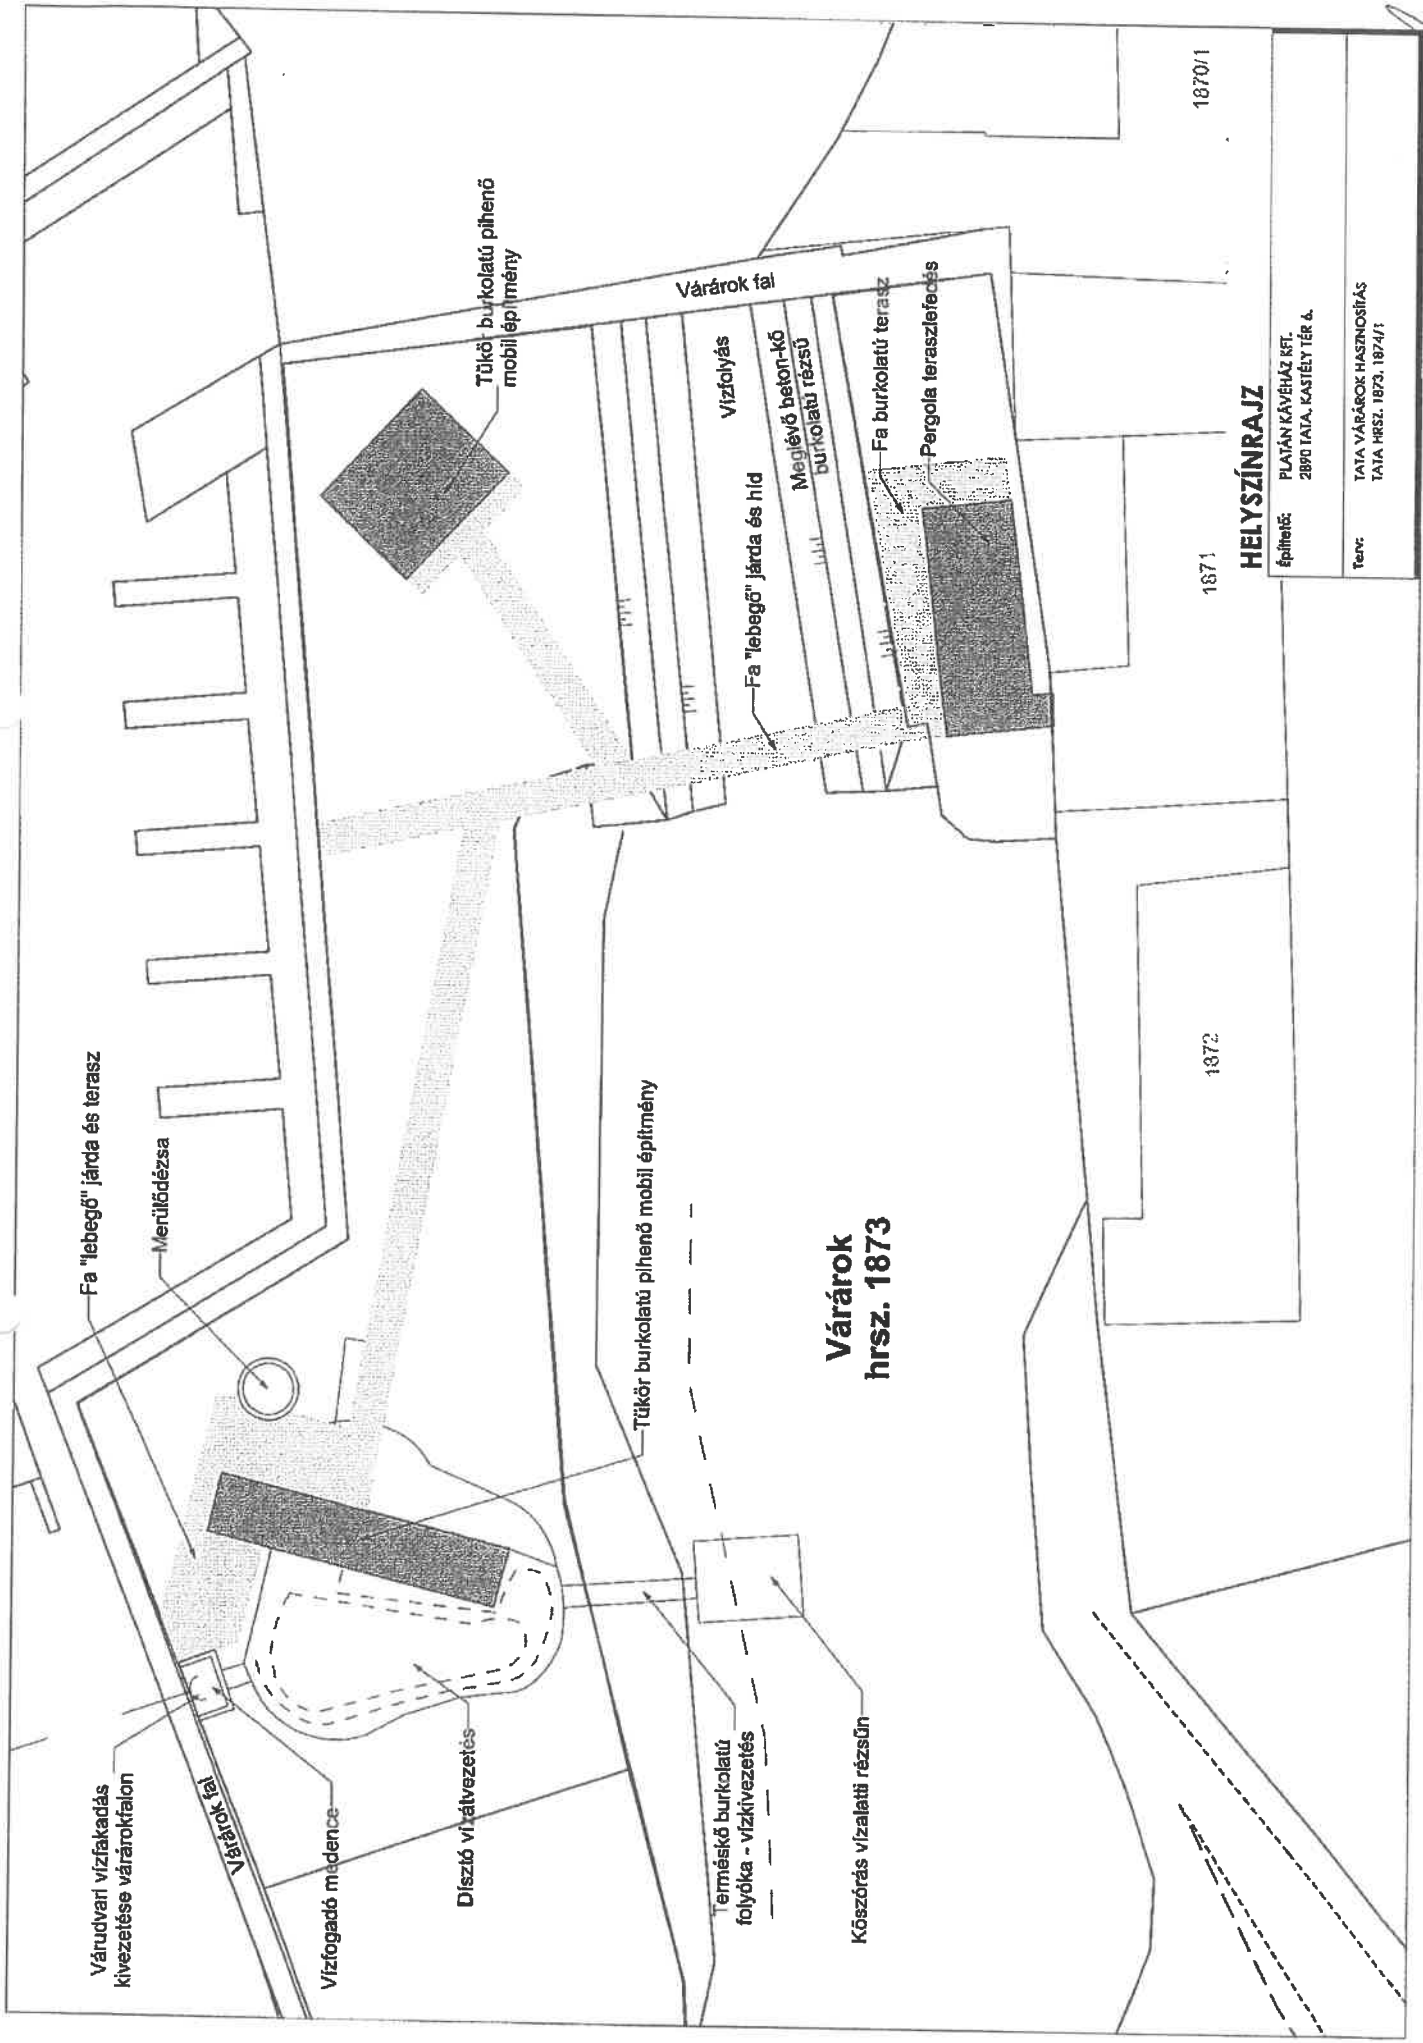 Várudvari vízfakadás
kivezetése várárokfalon
Várárok fal
Vízfogadó medence
Fa "lebegő" járda és terasz
Merülődézsa
Dísztó vízátvezetés
Tükör burkolatú pihenő mobil építmény
Terméskő burkolatú
folyóka - vízkivezetés
Kőszórás vízalatti rézsűn
Várárok
hrsz. 1873
Tükör burkolatú pihenő
mobil építmény
Várárok fal
Vízfolyás
Meglévő beton-kő
burkolatú rézsű
Fa "lebegő" járda és híd
Fa burkolatú terasz
Pergola teraszlefedés
1872
1871
1870/1
HELYSZÍNRAJZ
Építtető: PLATÁN KÁVÉHÁZ KFT.
2890 TATA, KASTÉLY TÉR 6.
Terv: TATA VÁRÁROK HASZNOSÍTÁS
TATA HRSZ. 1873, 1874/1